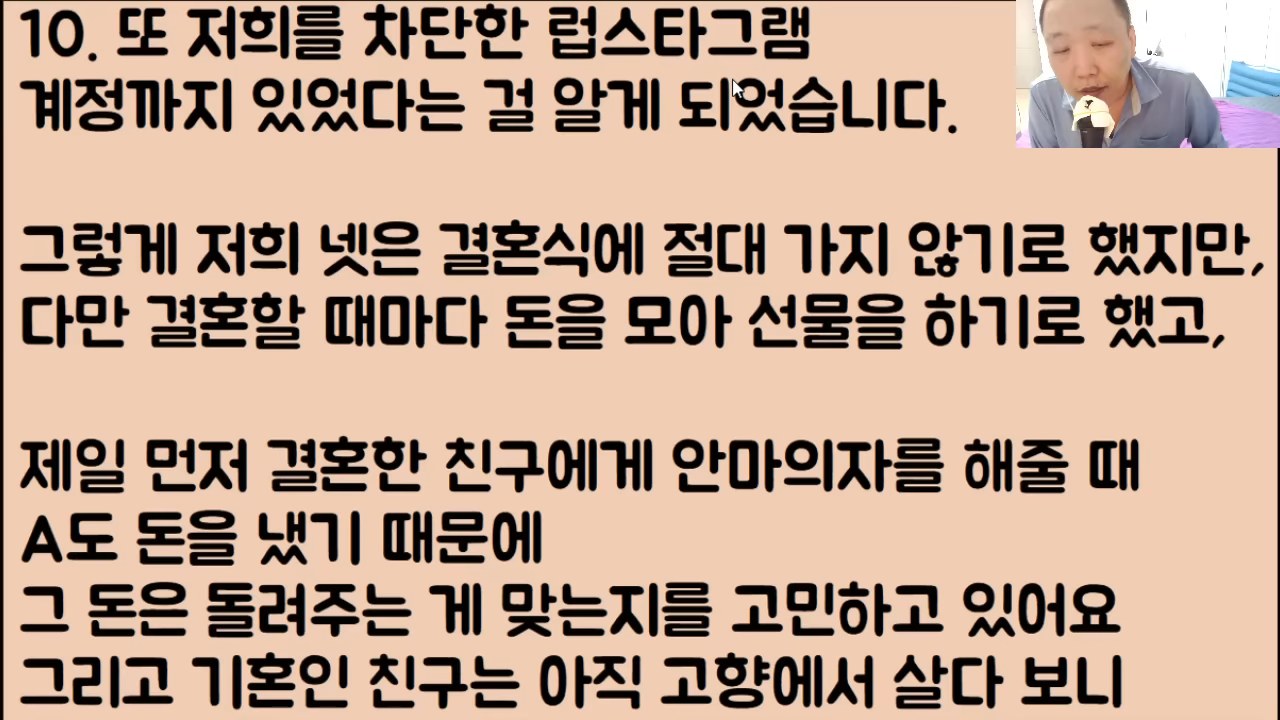 10. 또 저희를 차단한 럽스타그램
계정까지 있었다는 걸 알게 되었습니다.
그렇게 저희 넷은 결혼식에 절대 가지 않기로 했지만,
다만 결혼할 때마다 돈을 모아 선물을 하기로 했고,
제일 먼저 결혼한 친구에게 안마의자를 해줄 때
A도 돈을 냈기 때문에
그 돈은 돌려주는 게 맞는지를 고민하고 있어요
그리고 기혼인 친구는 아직 고향에서 살다 보니